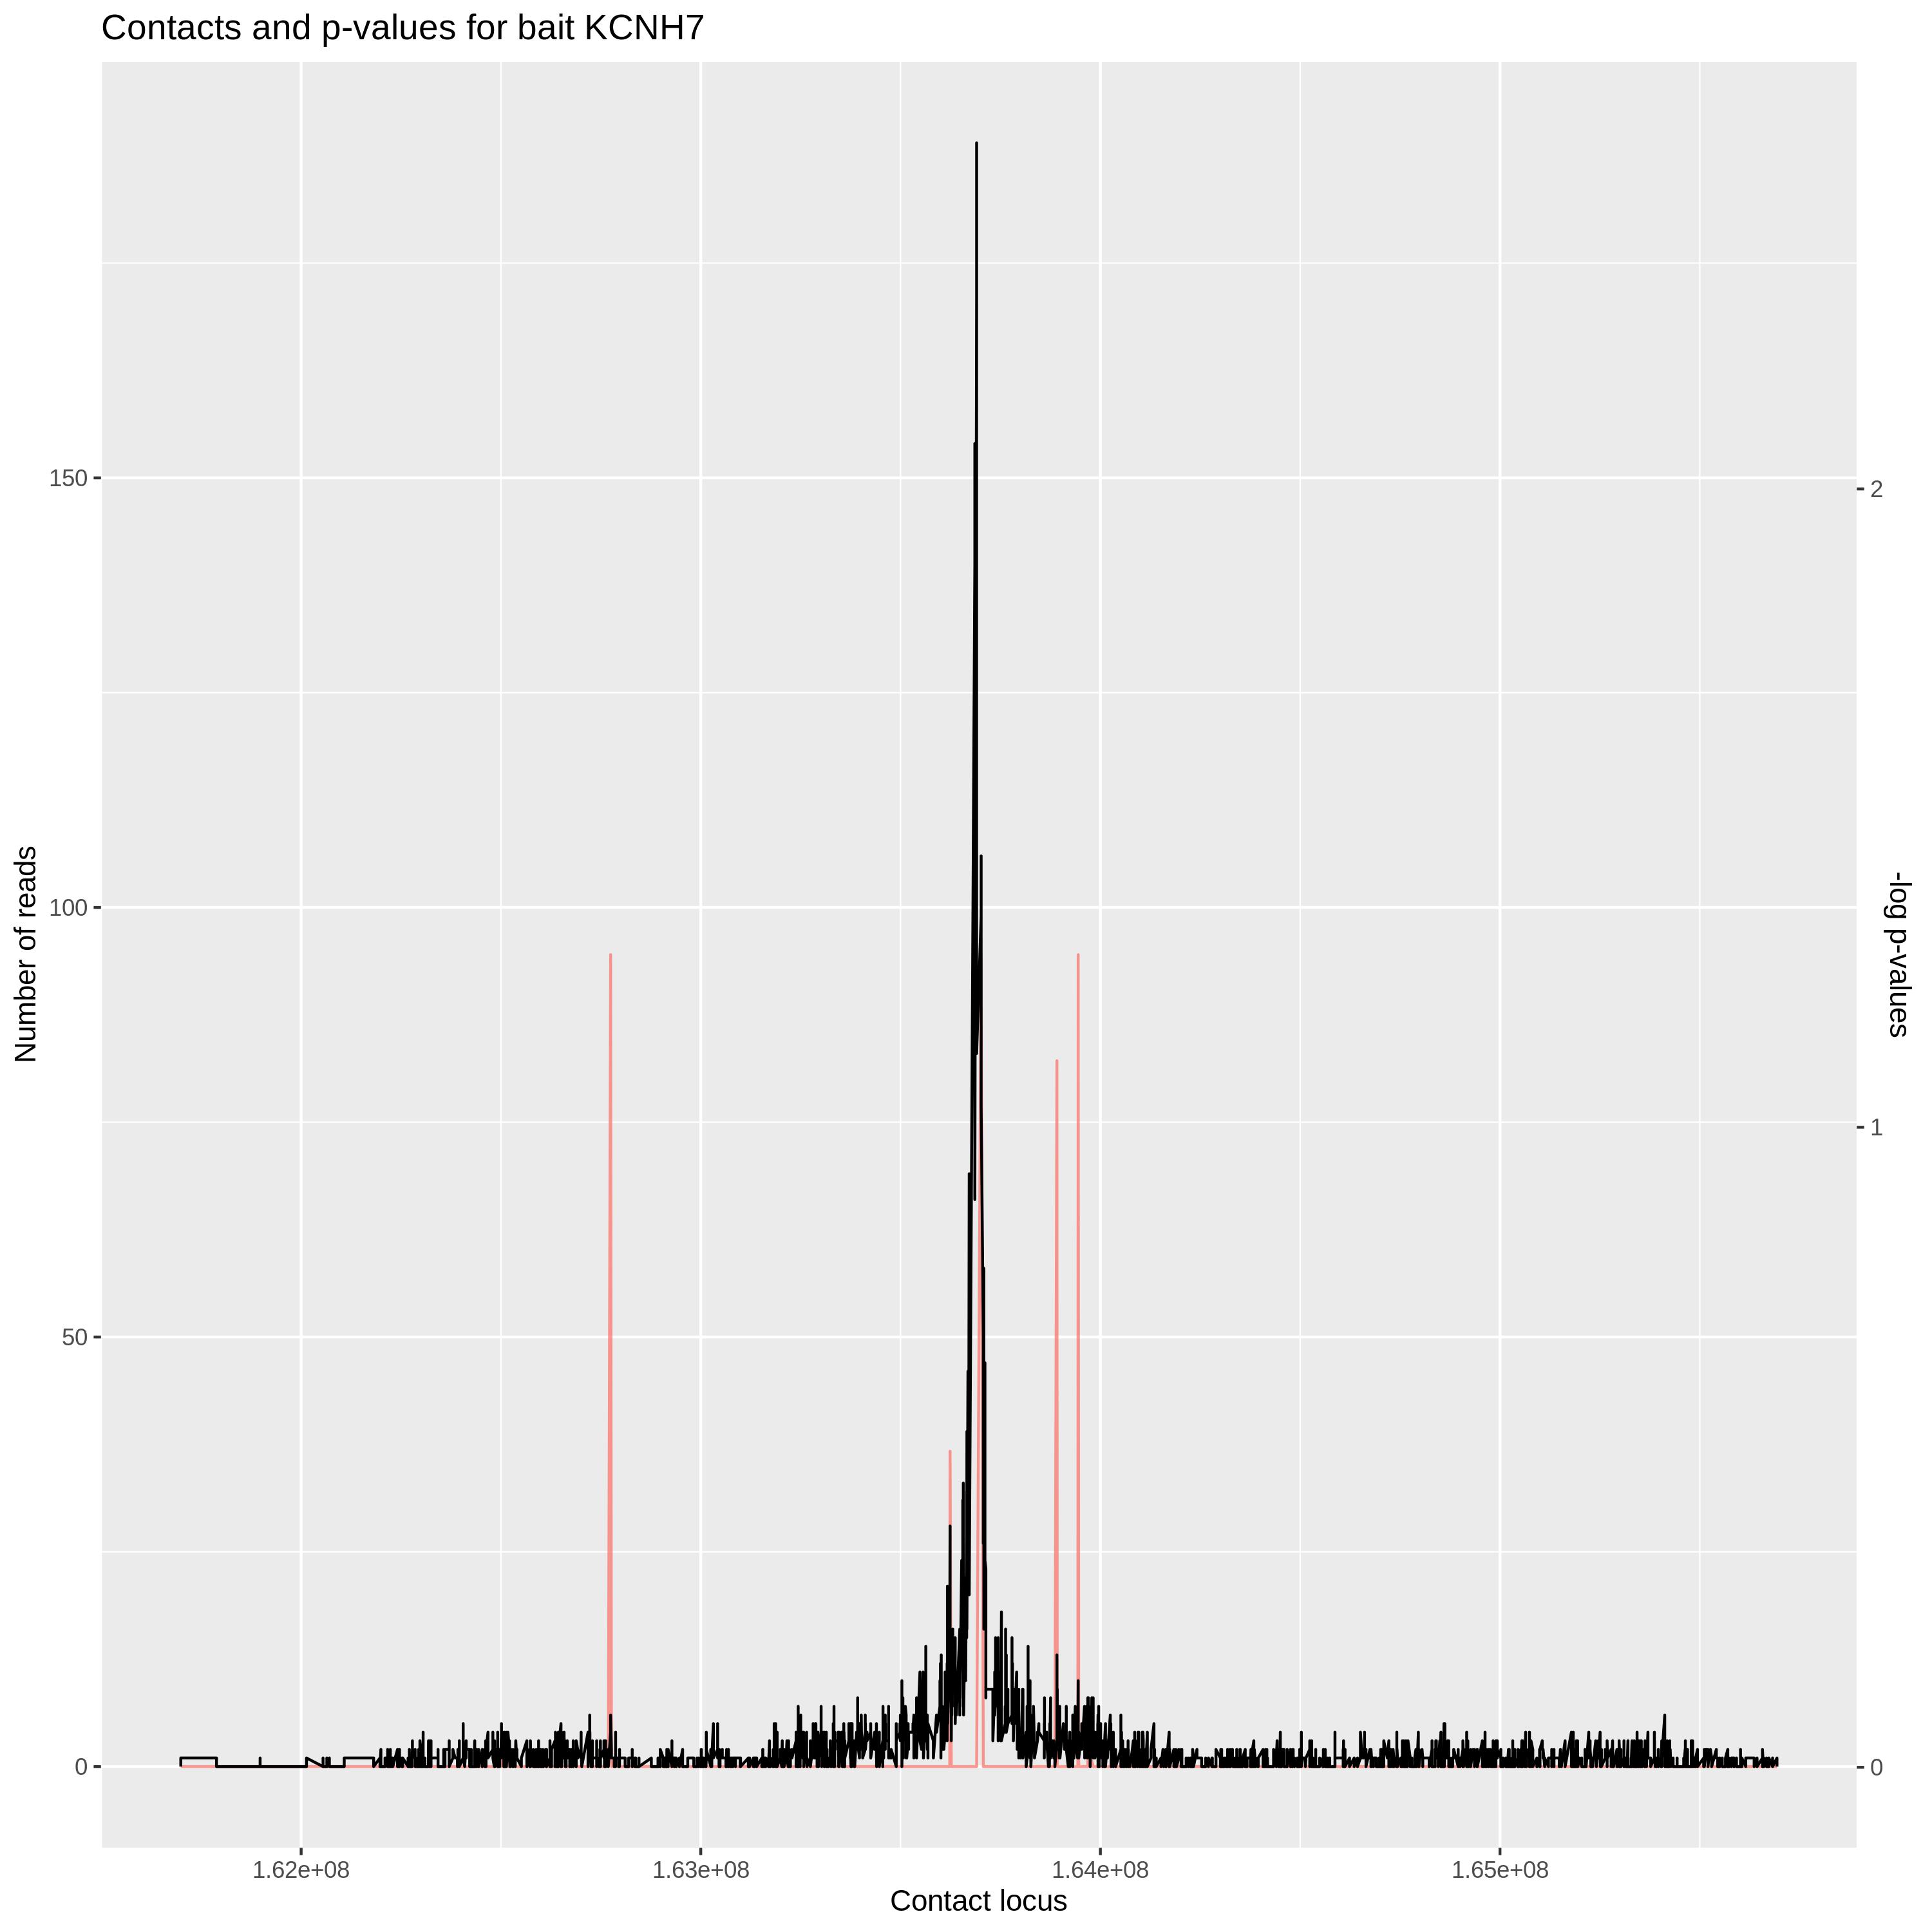 Contacts and p-values for bait KCNH7
Number of reads
150
100
50
0
2
1
0
-log p-values
1.62e+08
1.63e+08
1.64e+08
1.65e+08
Contact locus